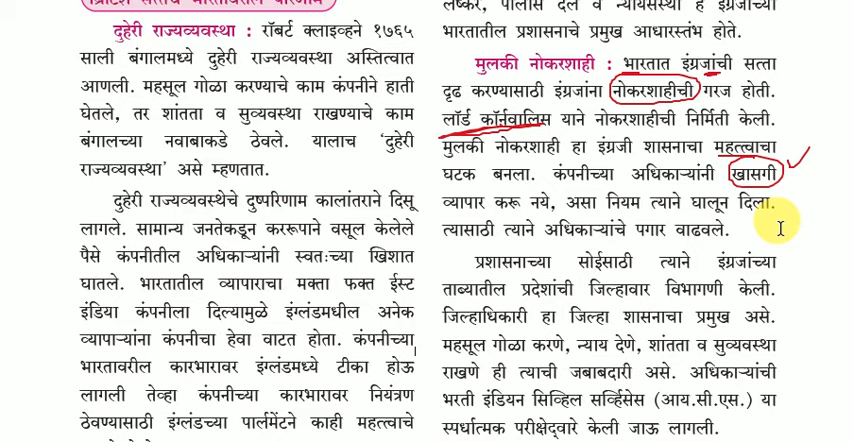 ब्रिटिश सत्तेचे भारतावरील परिणाम
दुहेरी राज्यव्यवस्था : रॉबर्ट क्लाइव्हने १७६५
साली बंगालमध्ये दुहेरी राज्यव्यवस्था अस्तित्वात
आणली. महसूल गोळा करण्याचे काम कंपनीने हाती
घेतले, तर शांतता व सुव्यवस्था राखण्याचे काम
बंगालच्या नवाबाकडे ठेवले. यालाच ‘दुहेरी
राज्यव्यवस्था’ असे म्हणतात.
दुहेरी राज्यव्यवस्थेचे दुष्परिणाम कालांतराने दिसू
लागले. सामान्य जनतेकडून कररूपाने वसूल केलेले
पैसे कंपनीतील अधिकाऱ्यांनी स्वतःच्या खिशात
घातले. भारतातील व्यापाराचा मक्ता फक्त ईस्ट
इंडिया कंपनीला दिल्यामुळे इंग्लंडमधील अनेक
व्यापाऱ्यांना कंपनीचा हेवा वाटत होता. कंपनीच्या
भारतावरील कारभारावर इंग्लंडमध्ये टीका होऊ
लागली तेव्हा कंपनीच्या कारभारावर नियंत्रण
ठेवण्यासाठी इंग्लंडच्या पार्लमेंटने काही महत्त्वाचे
लष्कर, पोलीस दल व न्यायसंस्था हे इंग्रजांच्या
भारतातील प्रशासनाचे प्रमुख आधारस्तंभ होते.
मुलकी नोकरशाही : भारतात इंग्रजांची सत्ता
दृढ करण्यासाठी इंग्रजांना नोकरशाहीची गरज होती.
लॉर्ड कॉर्नवालिस याने नोकरशाहीची निर्मिती केली.
मुलकी नोकरशाही हा इंग्रजी शासनाचा महत्त्वाचा
घटक बनला. कंपनीच्या अधिकाऱ्यांनी खासगी
व्यापार करू नये, असा नियम त्याने घालून दिला.
त्यासाठी त्याने अधिकाऱ्यांचे पगार वाढवले.
प्रशासनाच्या सोईसाठी त्याने इंग्रजांच्या
ताब्यातील प्रदेशांची जिल्हावार विभागणी केली.
जिल्हाधिकारी हा जिल्हा शासनाचा प्रमुख असे.
महसूल गोळा करणे, न्याय देणे, शांतता व सुव्यवस्था
राखणे ही त्याची जबाबदारी असे. अधिकाऱ्यांची
भरती इंडियन सिव्हिल सर्व्हिसेस (आय.सी.एस.) या
स्पर्धात्मक परीक्षेद्वारे केली जाऊ लागली.